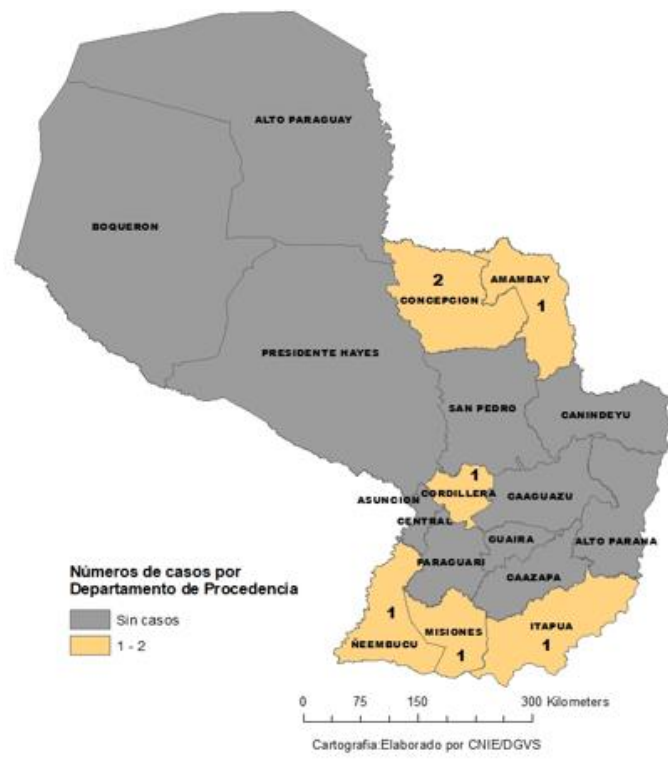 ALTO PARAGUAY
BOQUERON
2
AMAMBAY
CONCEPCION
1
PRESIDENTE HAYES
SAN PEDRO
CANINDEYU
1
ASUNCION
CORDILLERA
CAAGUAZU
CENTRAL
GUAIRA
ALTO PARANA
PARAGUARI
CAAZAPA
Números de casos por
Departamento de Procedencia
Sin casos
1 - 2
1
ÑEEMBUCU
MISIONES
1
ITAPUA
1
0 75 150 300 Kilometers
Cartografia:Elaborado por CNIE/DGVS